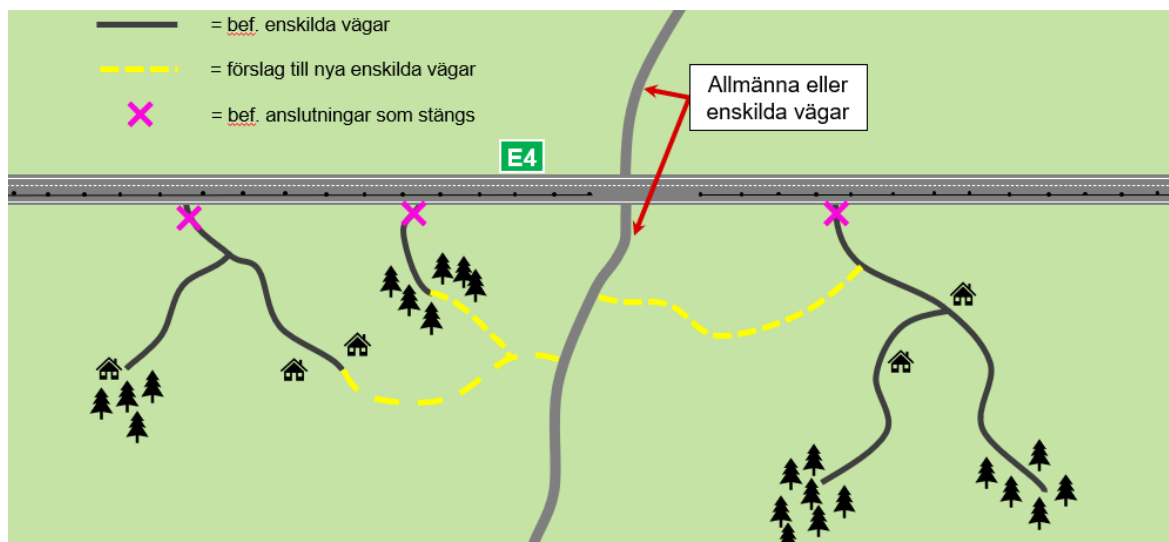 = bef. enskilda vägar
= förslag till nya enskilda vägar
= bef. anslutningar som stängs
Allmänna eller
enskilda vägar
E4